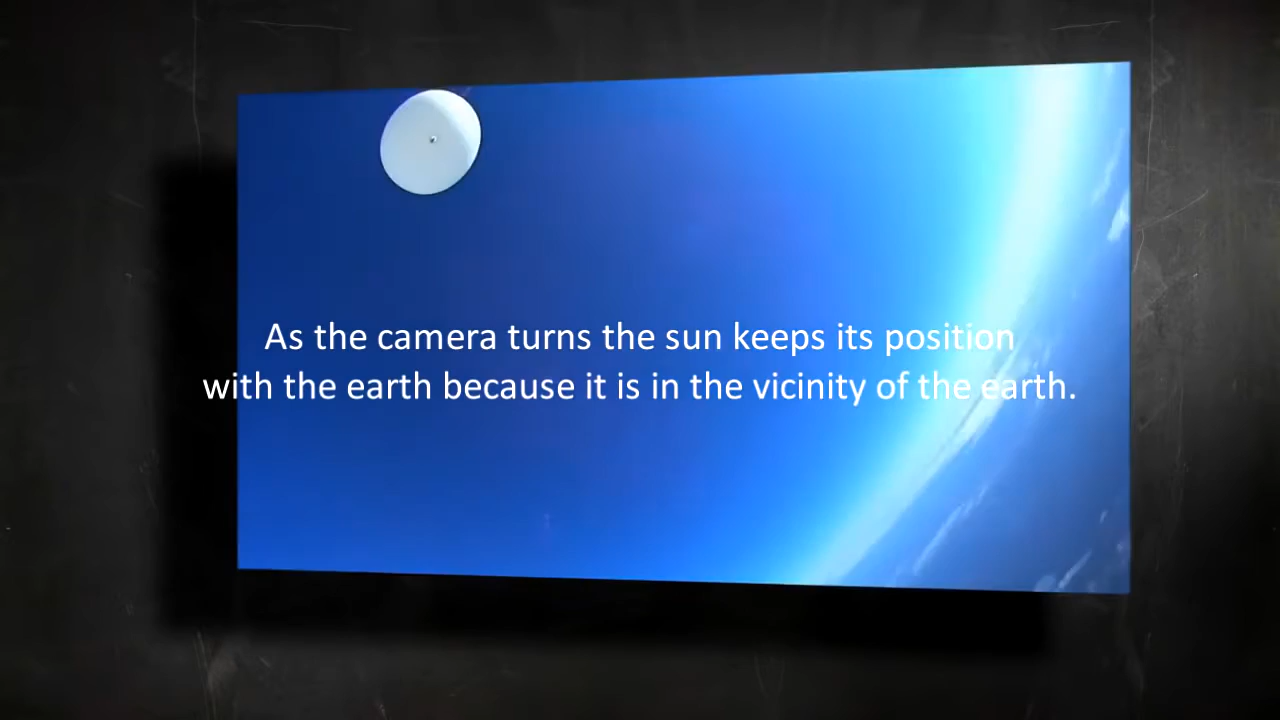 As the camera turns the sun keeps its position
with the earth because it is in the vicinity of the earth.